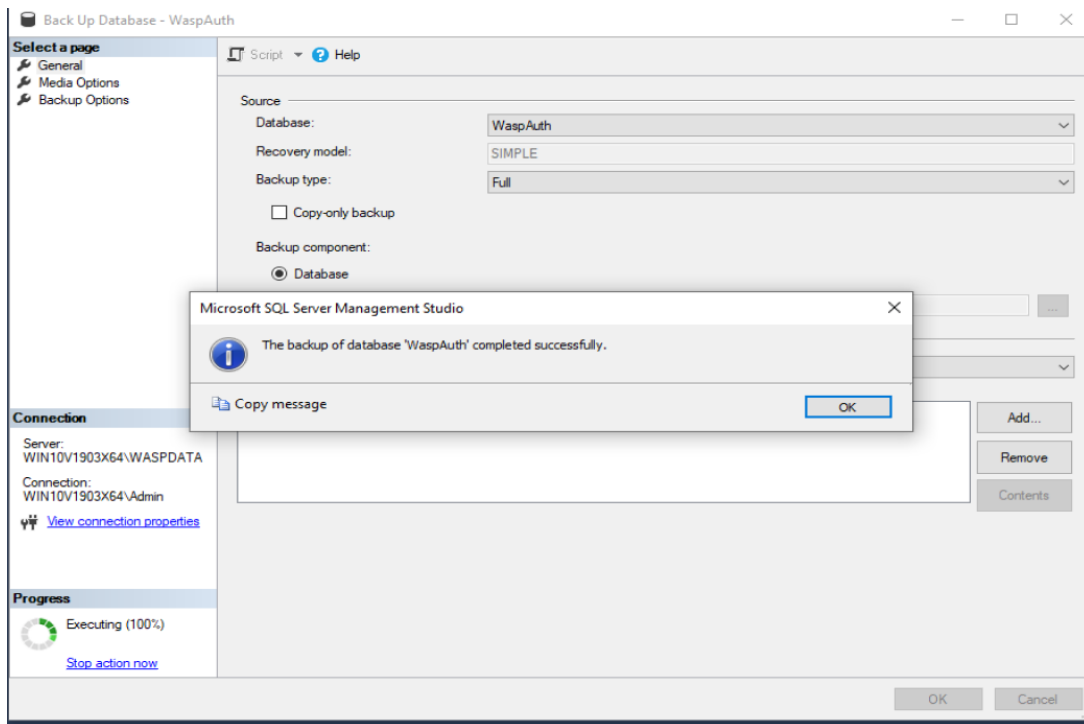 Back Up Database - WaspAuth
Select a page
General
Media Options
Backup Options
Script Help
Source
Database: WaspAuth
Recovery model: SIMPLE
Backup type: Full
Copy-only backup
Backup component:
Database
Microsoft SQL Server Management Studio
The backup of database 'WaspAuth' completed successfully.
Copy message OK
...
Add...
Remove
Contents
Connection
Server:
WIN10V1903X64\WASPDATA
Connection:
WIN10V1903X64\Admin
View connection properties
Progress
Executing (100%)
Stop action now
OK Cancel